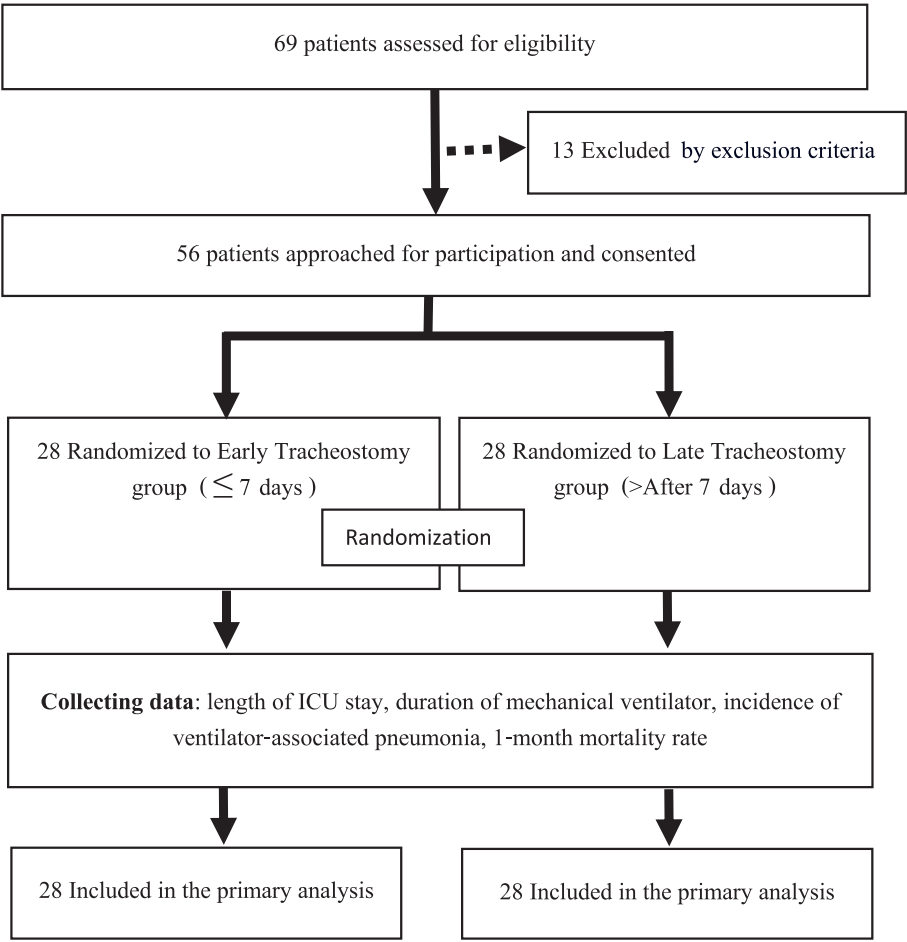 69 patients assessed for eligibility
13 Excluded by exclusion criteria
56 patients approached for participation and consented
28 Randomized to Early Tracheostomy
group ( ≤ 7 days )
28 Randomized to Late Tracheostomy
group (>After 7 days )
Randomization
Collecting data: length of ICU stay, duration of mechanical ventilator, incidence of
ventilator-associated pneumonia, 1-month mortality rate
28 Included in the primary analysis
28 Included in the primary analysis